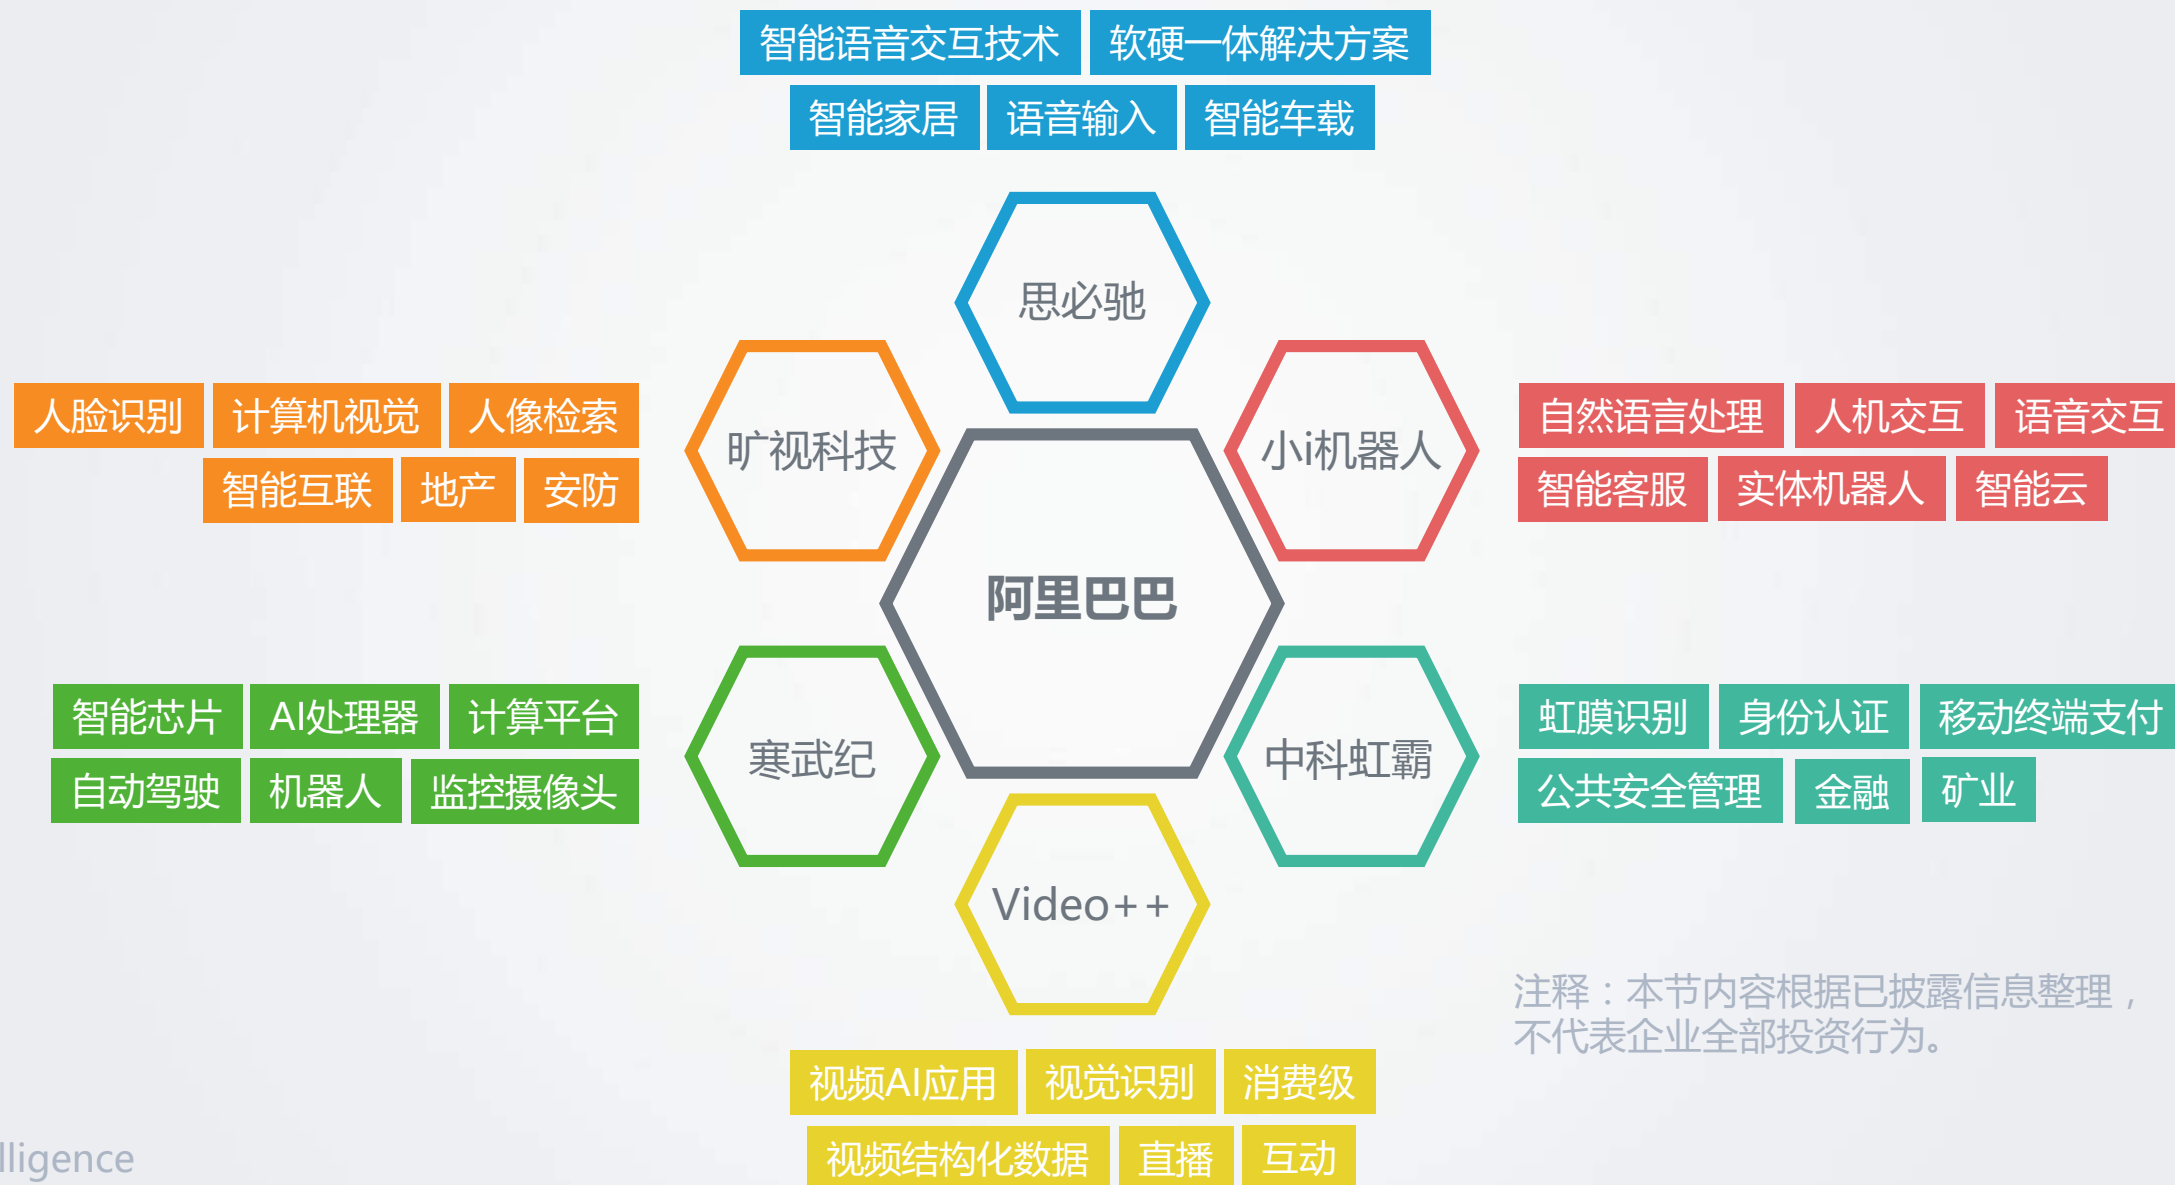 智能语音交互技术 软硬一体解决方案
智能家居 语音输入 智能车载
思必驰
人脸识别 计算机视觉 人像检索
智能互联 地产 安防
旷视科技
小i机器人
自然语言处理 人机交互 语音交互
智能客服 实体机器人 智能云
阿里巴巴
智能芯片 AI处理器 计算平台
自动驾驶 机器人 监控摄像头
寒武纪
中科虹霸
虹膜识别 身份认证 移动终端支付
公共安全管理 金融 矿业
Video++
注释：本节内容根据已披露信息整理，
不代表企业全部投资行为。
视频AI应用 视觉识别 消费级
视频结构化数据 直播 互动
lligence